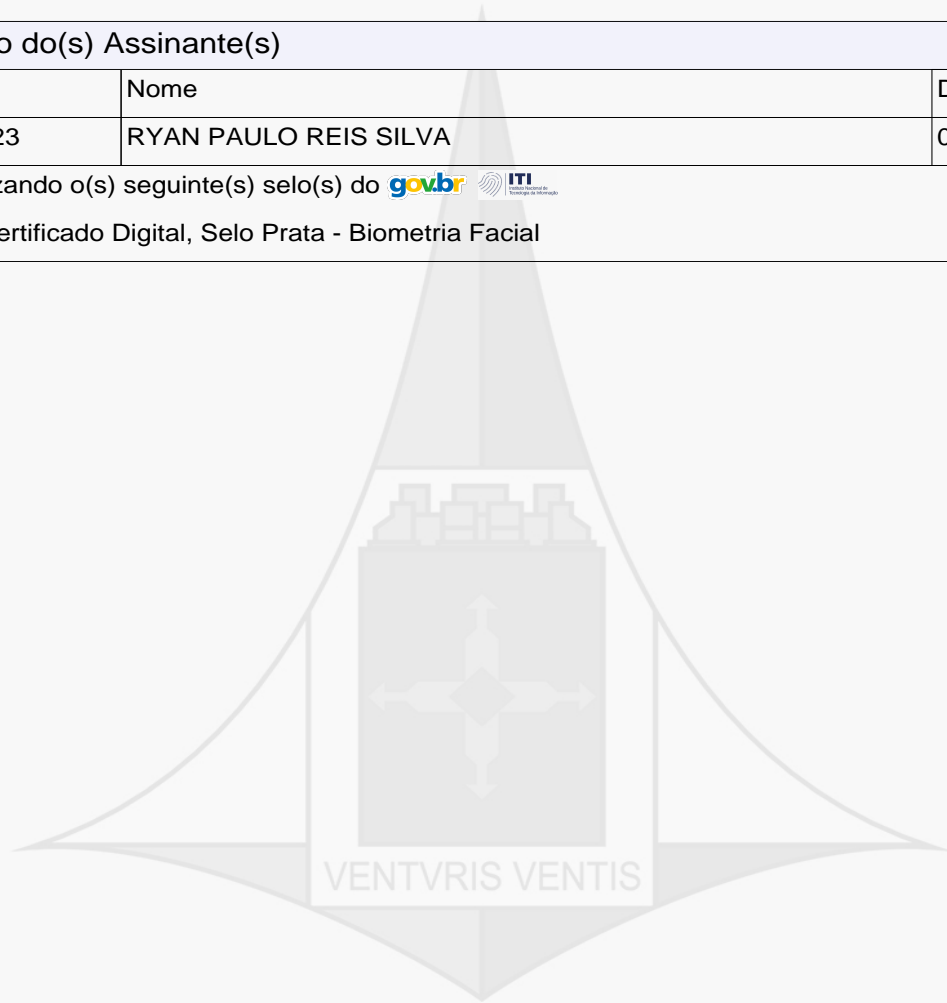 o do(s) Assinante(s)
Nome
23 RYAN PAULO REIS SILVA
zando o(s) seguinte(s) selo(s) do gov.br ITI
ertificado Digital, Selo Prata - Biometria Facial
VENTVRIS VENTIS